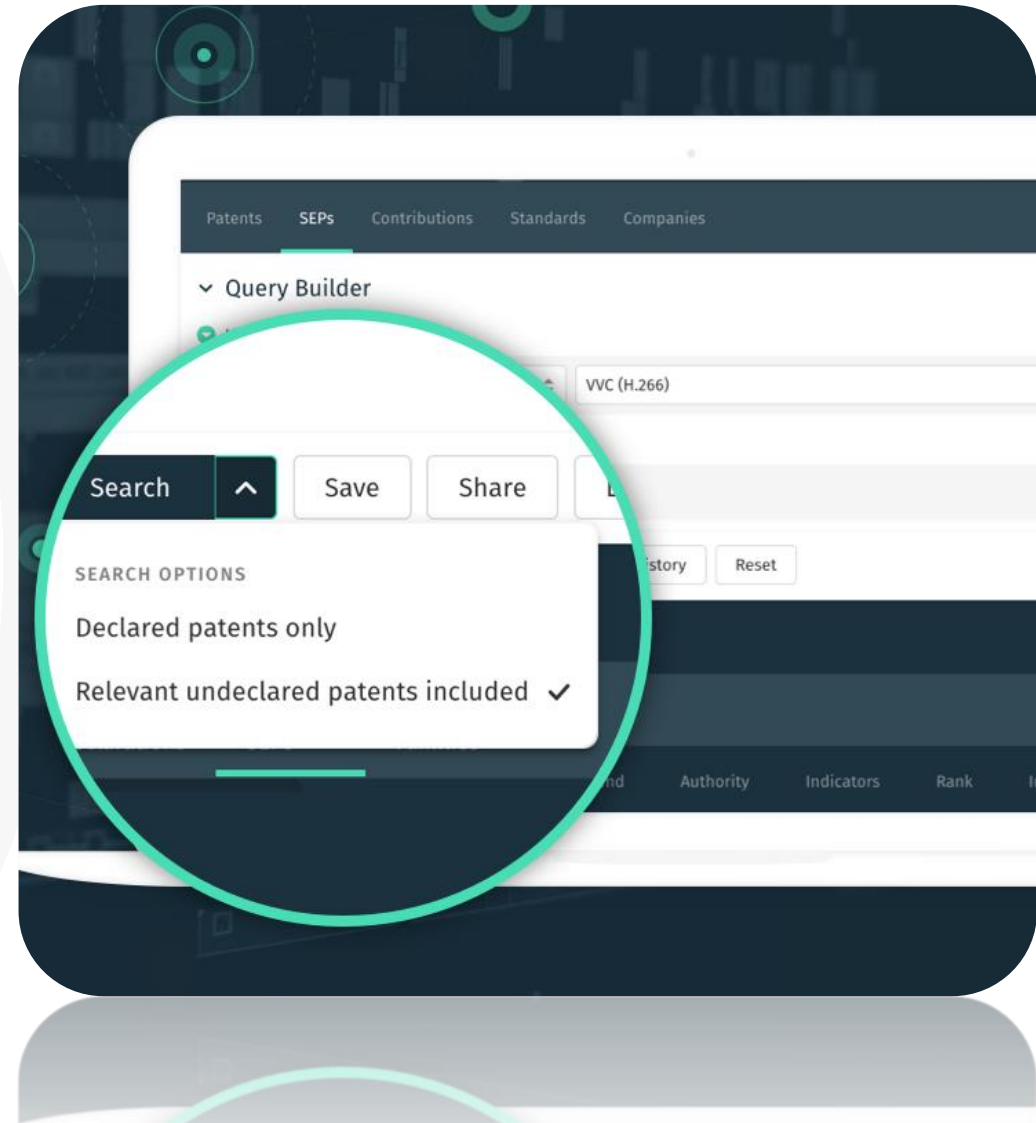 Patents SEPs Contributions Standards Companies
Query Builder
VVC (H.266)
Search Save Share
Reset
SEARCH OPTIONS
Declared patents only
Relevant undeclared patents included
Authority Indicators Rank